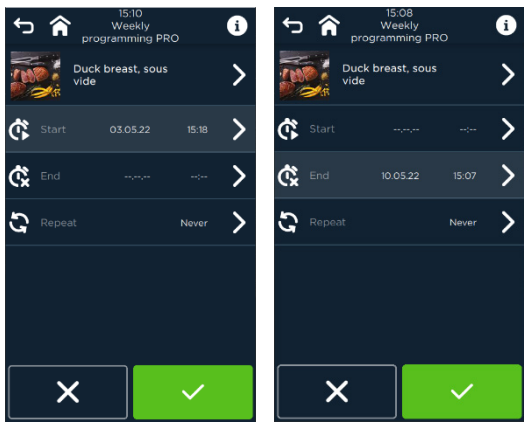 15:10
Weekly
programming PRO
i
Duck breast, sous
vide
Start 03.05.22 15:18
End --.--.-- --:--
Repeat Never
15:08
Weekly
programming PRO
i
Duck breast, sous
vide
Start --.--.-- --:--
End 10.05.22 15:07
Repeat Never